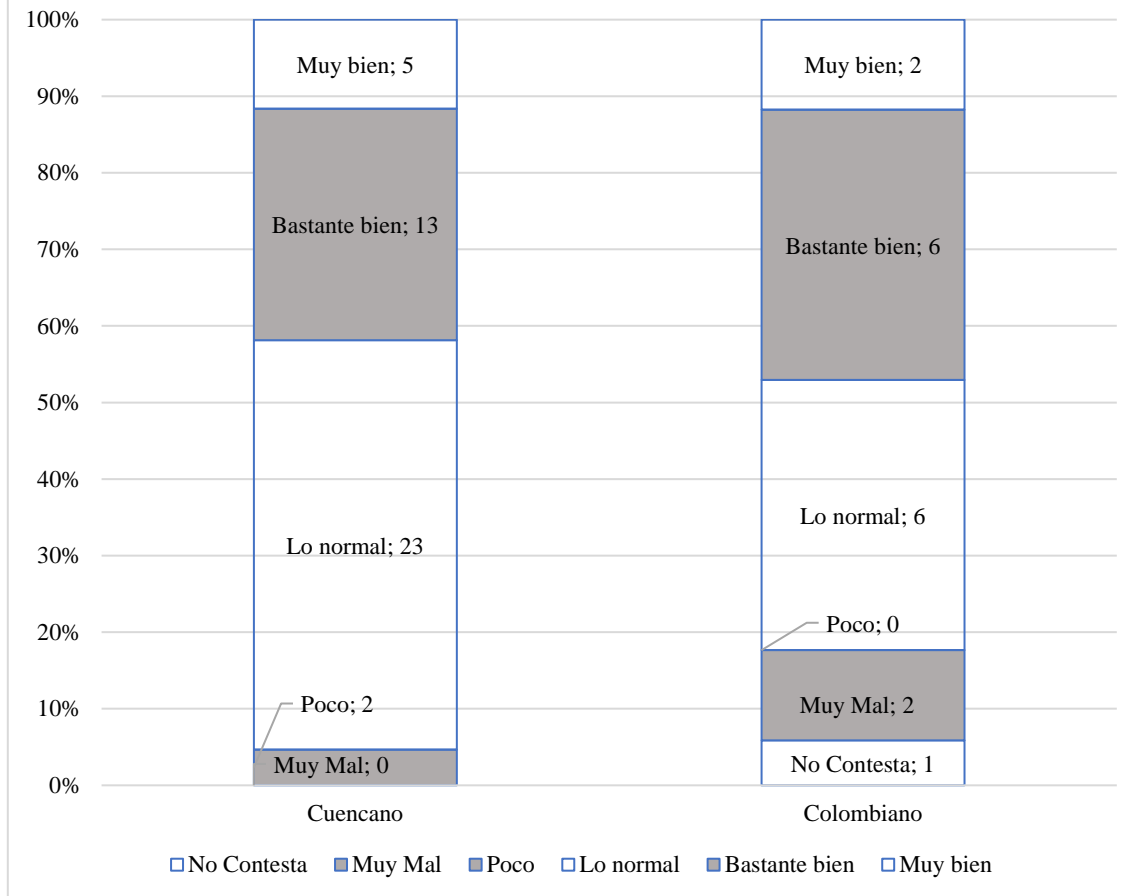 100%
Muy bien; 5
Muy bien; 2
90%
80%
Bastante bien; 13
Bastante bien; 6
70%
60%
50%
40%
Lo normal; 23
Lo normal; 6
30%
20%
Poco; 0
Poco; 2
Muy Mal; 2
10%
Muy Mal; 0
No Contesta; 1
0%
Cuencano
Colombiano
No Contesta
Muy Mal
Poco
Lo normal
Bastante bien
Muy bien